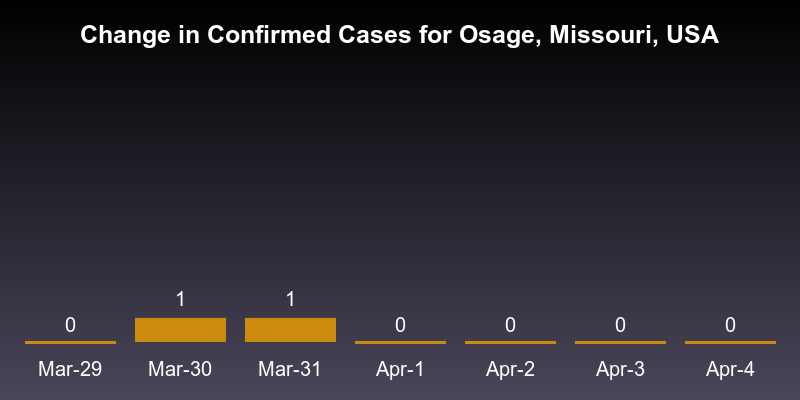 Change in Confirmed Cases for Osage, Missouri, USA
0 1 1 0 0 0 0
Mar-29 Mar-30 Mar-31 Apr-1 Apr-2 Apr-3 Apr-4